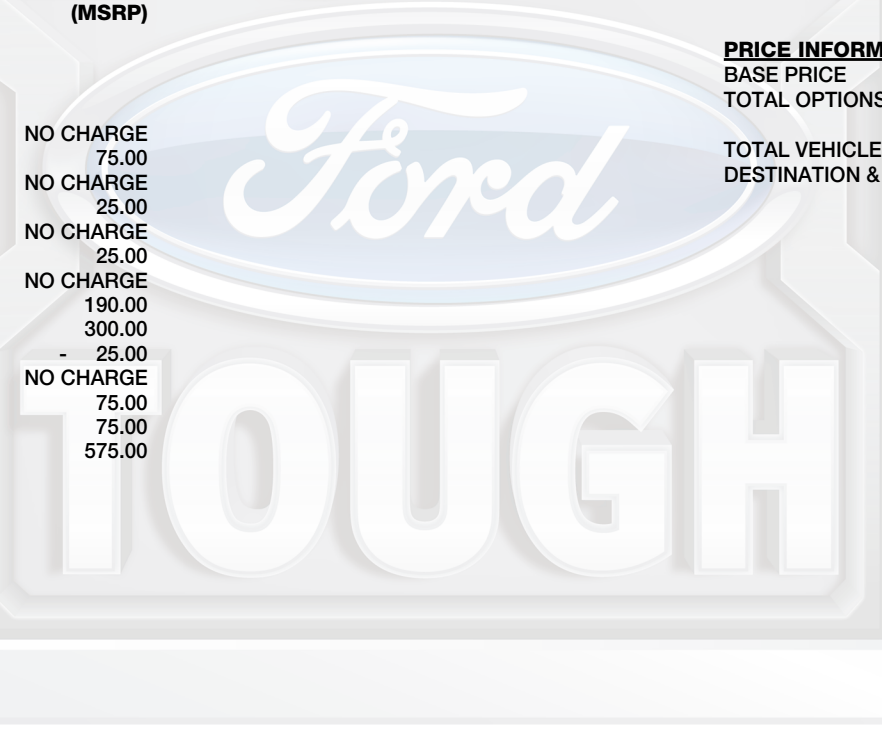 (MSRP)
NO CHARGE
75.00
NO CHARGE
25.00
NO CHARGE
25.00
NO CHARGE
190.00
300.00
- 25.00
NO CHARGE
75.00
75.00
575.00
PRICE INFORM
BASE PRICE
TOTAL OPTIONS
TOTAL VEHICLE
DESTINATION &
Ford
TOUGH